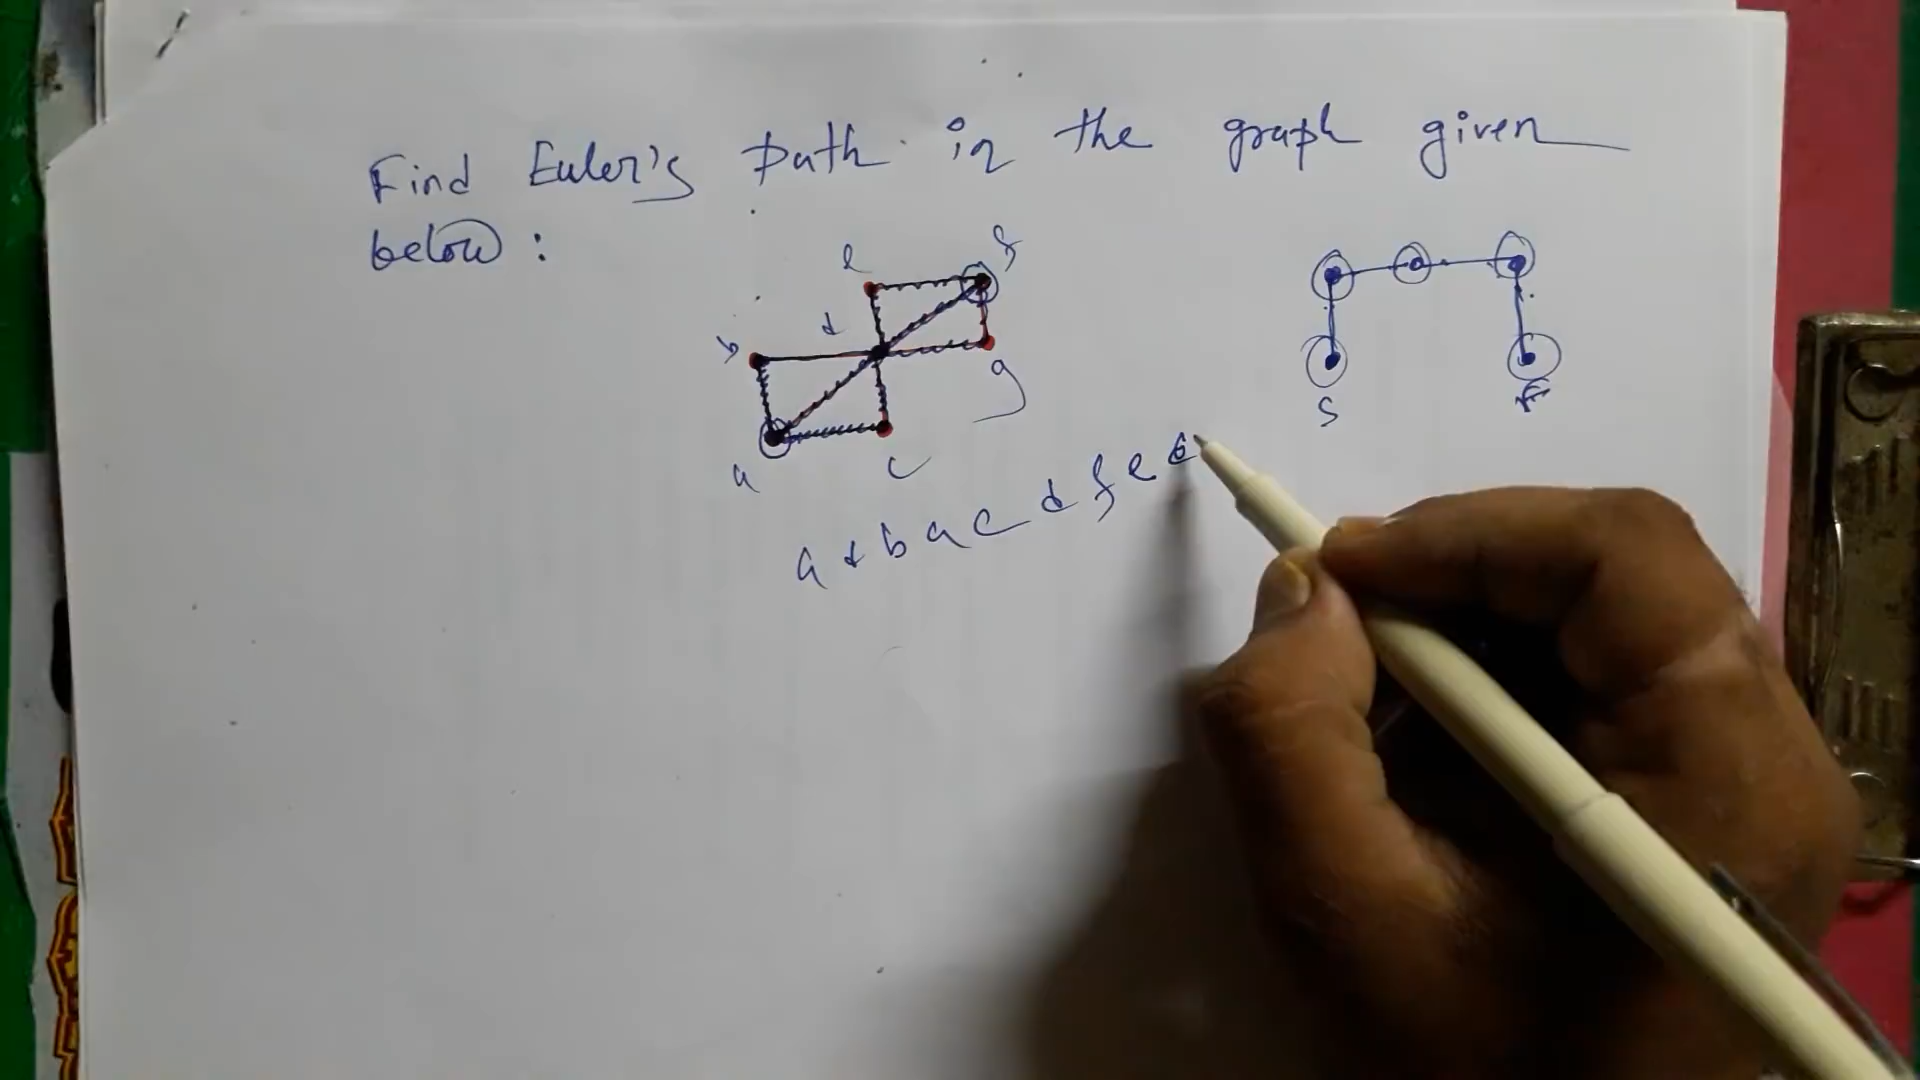 Find Euler's path in the graph given
below :
e f
b d
g
a c
S F
a d b a c d f e